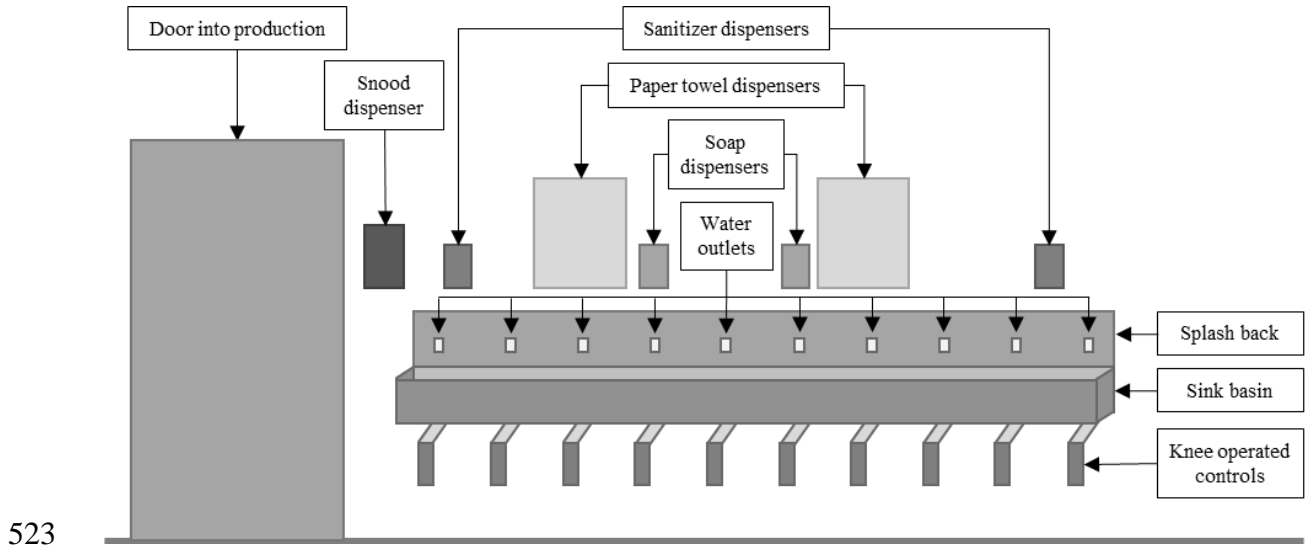 Door into production
Sanitizer dispensers
Snood
dispenser
Paper towel dispensers
Soap
dispensers
Water
outlets
Splash back
Sink basin
Knee operated
controls
523